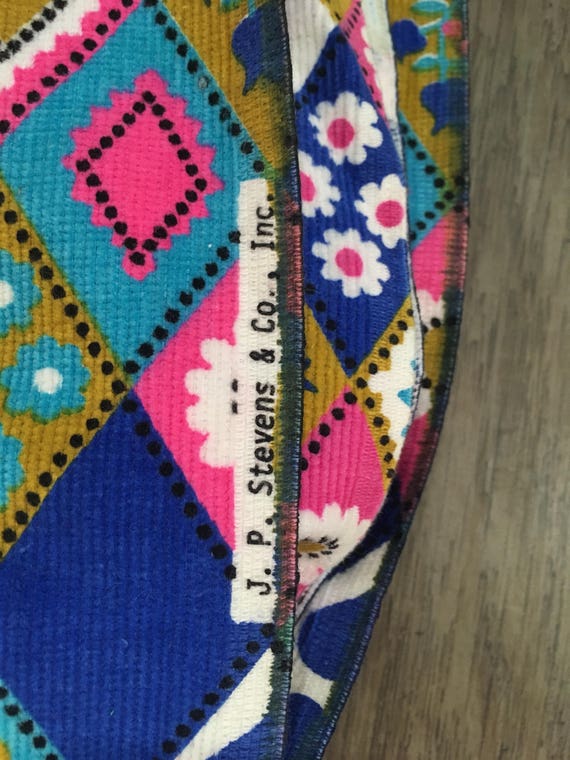 J. P. Stevens & Co., Inc.